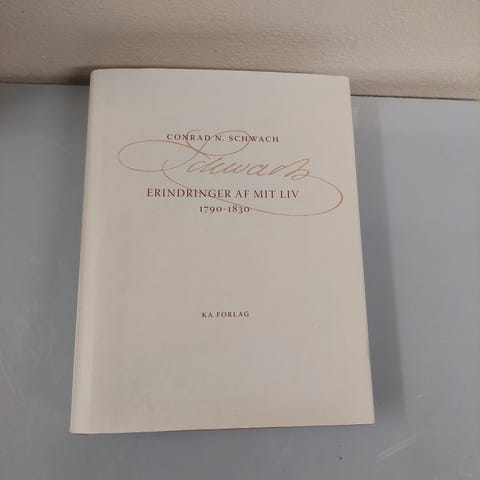 CONRAD N. SCHWACH
Schwach
ERINDRINGER AF MIT LIV
1790-1830
KA FORLAG